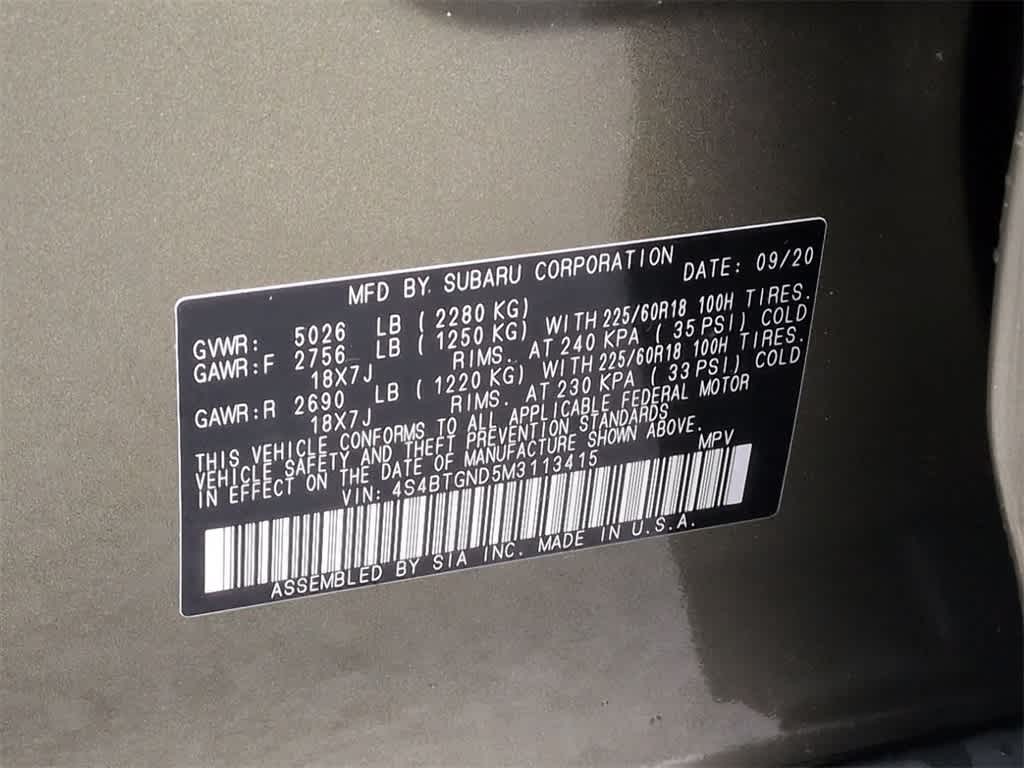 MFD BY SUBARU CORPORATION DATE: 09/20
GVWR: 5026 LB ( 2280 KG)
GAWR:F 2756 LB ( 1250 KG) WITH 225/60R18 100H TIRES.
18X7J RIMS. AT 240 KPA ( 35 PSI) COLD
GAWR:R 2690 LB ( 1220 KG) WITH 225/60R18 100H TIRES.
18X7J RIMS. AT 230 KPA ( 33 PSI) COLD
THIS VEHICLE CONFORMS TO ALL APPLICABLE FEDERAL MOTOR
VEHICLE SAFETY AND THEFT PREVENTION STANDARDS
IN EFFECT ON THE DATE OF MANUFACTURE SHOWN ABOVE.
VIN: 4S4BTGND5M3113415 MPV
ASSEMBLED BY SIA INC. MADE IN U.S.A.